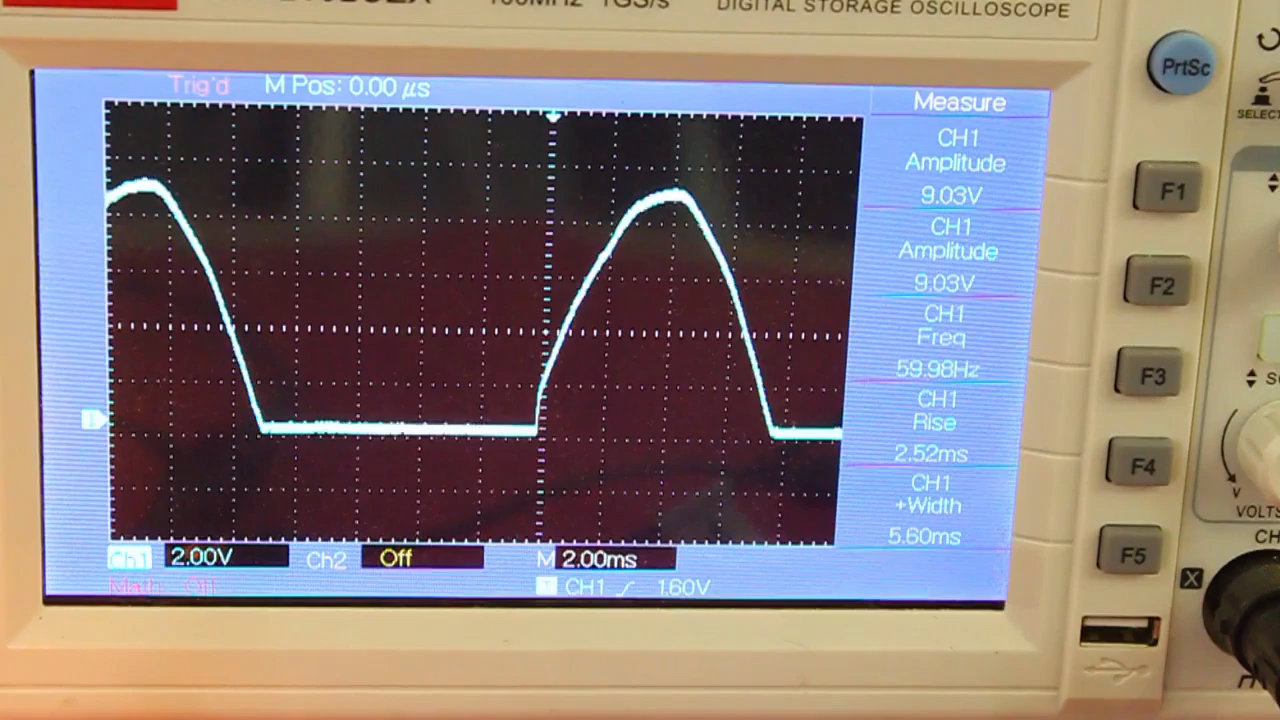 DIGITAL STORAGE OSCILLOSCOPE
PrtSc
Trig'd M Pos: 0.00 μs
Measure
CH1
Amplitude
9.03V
CH1
Amplitude
9.03V
CH1
Freq
59.98Hz
CH1
Rise
2.52ms
CH1
+Width
5.60ms
Ch1 2.00V Ch2 Off M 2.00ms
Math Off
CH1 1.60V
F1
F2
F3
F4
F5
X